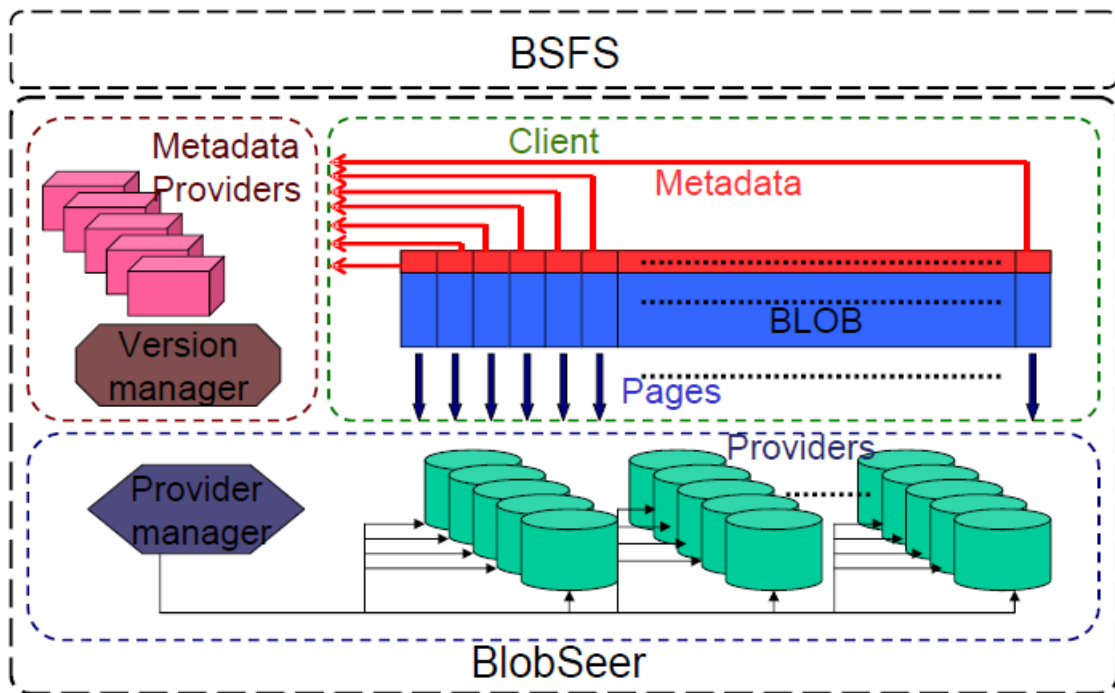 BSFS
Metadata
Providers
Client
Metadata
BLOB
Version
manager
Pages
Providers
Provider
manager
BlobSeer